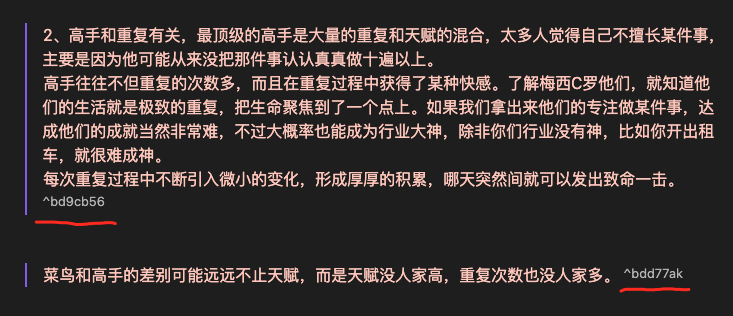 2、高手和重复有关，最顶级的高手是大量的重复和天赋的混合，太多人觉得自己不擅长某件事，
主要是因为他可能从来没把那件事认认真真做十遍以上。
高手往往不但重复的次数多，而且在重复过程中获得了某种快感。了解梅西C罗他们，就知道他
们的生活就是极致的重复，把生命聚焦到了一个点上。如果我们拿出来他们的专注做某件事，达
成他们的成就当然非常难，不过大概率也能成为行业大神，除非你们行业没有神，比如你开出租
车，就很难成神。
每次重复过程中不断引入微小的变化，形成厚厚的积累，哪天突然间就可以发出致命一击。
^bd9cb56
菜鸟和高手的差别可能远远不止天赋，而是天赋没人家高，重复次数也没人家多。 ^bdd77ak